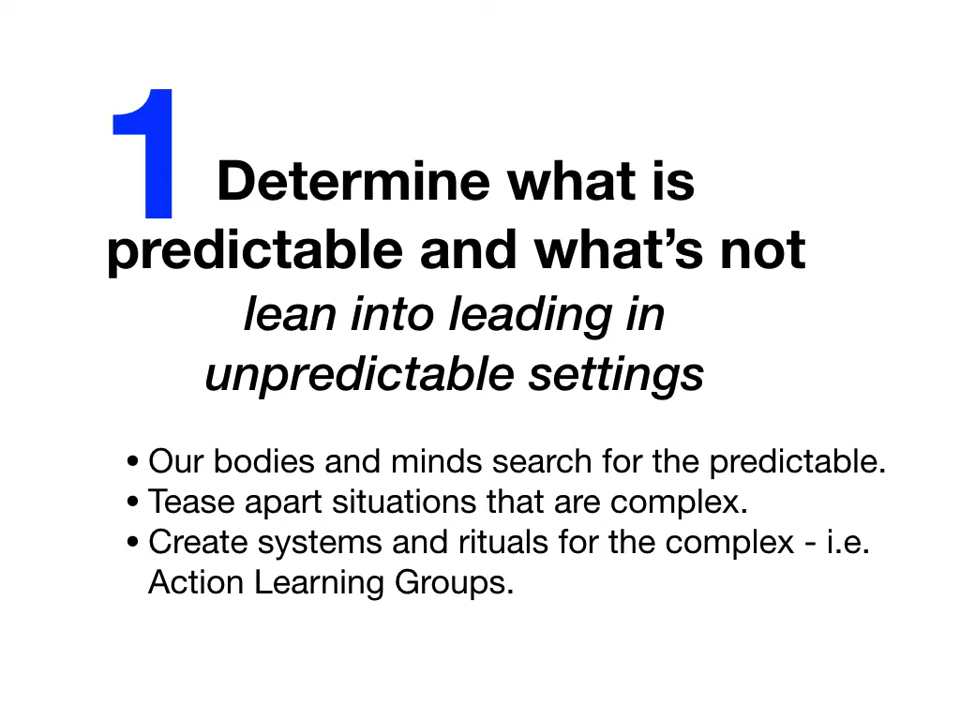 1
Determine what is
predictable and what’s not
lean into leading in
unpredictable settings
• Our bodies and minds search for the predictable.
• Tease apart situations that are complex.
• Create systems and rituals for the complex - i.e.
Action Learning Groups.